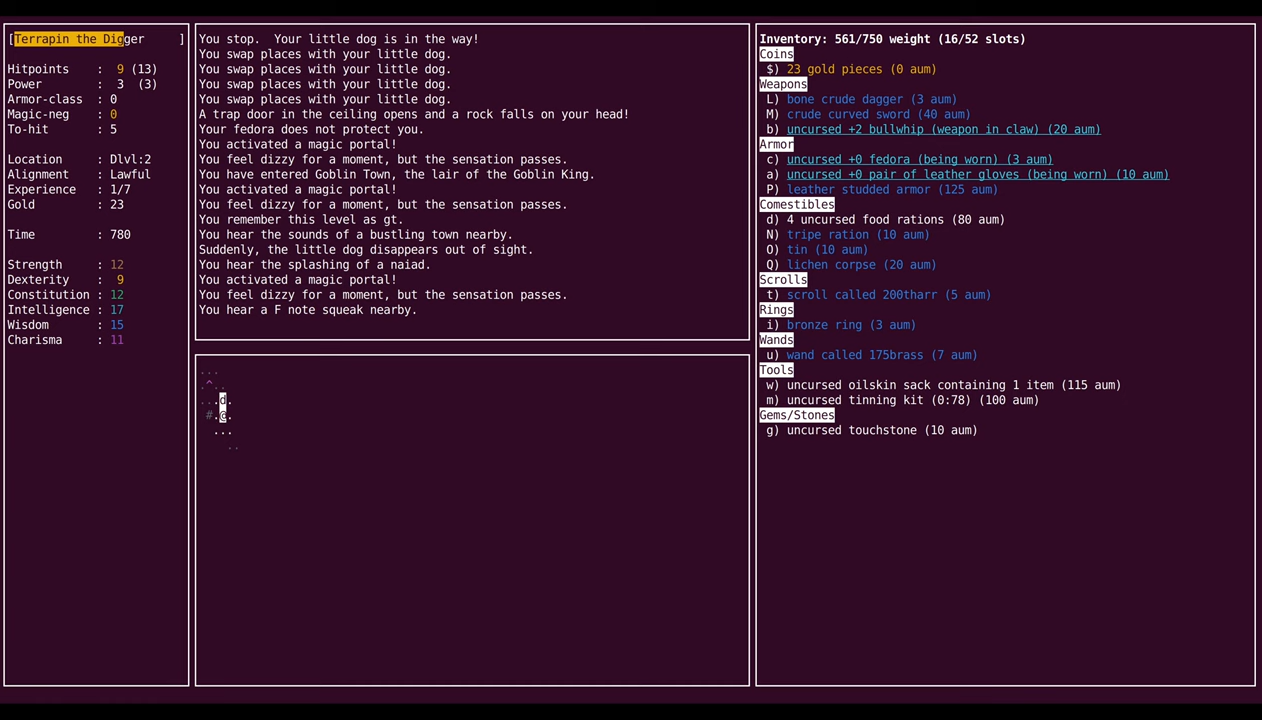 [Terrapin the Digger ]
Hitpoints : 9 (13)
Power : 3 (3)
Armor-class : 0
Magic-neg : 0
To-hit : 5
Location : Dlvl:2
Alignment : Lawful
Experience : 1/7
Gold : 23
Time : 780
Strength : 12
Dexterity : 9
Constitution : 12
Intelligence : 17
Wisdom : 15
Charisma : 11
You stop.  Your little dog is in the way!
You swap places with your little dog.
You swap places with your little dog.
You swap places with your little dog.
You swap places with your little dog.
A trap door in the ceiling opens and a rock falls on your head!
Your fedora does not protect you.
You activated a magic portal!
You feel dizzy for a moment, but the sensation passes.
You have entered Goblin Town, the lair of the Goblin King.
You activated a magic portal!
You feel dizzy for a moment, but the sensation passes.
You remember this level as gt.
You hear the sounds of a bustling town nearby.
Suddenly, the little dog disappears out of sight.
You hear the splashing of a naiad.
You activated a magic portal!
You feel dizzy for a moment, but the sensation passes.
You hear a F note squeak nearby.
...
.^..
...d.
#.@.
...
..
Inventory: 561/750 weight (16/52 slots)
Coins
$) 23 gold pieces (0 aum)
Weapons
L) bone crude dagger (3 aum)
M) crude curved sword (40 aum)
b) uncursed +2 bullwhip (weapon in claw) (20 aum)
Armor
c) uncursed +0 fedora (being worn) (3 aum)
a) uncursed +0 pair of leather gloves (being worn) (10 aum)
P) leather studded armor (125 aum)
Comestibles
d) 4 uncursed food rations (80 aum)
N) tripe ration (10 aum)
O) tin (10 aum)
Q) lichen corpse (20 aum)
Scrolls
t) scroll called 200tharr (5 aum)
Rings
i) bronze ring (3 aum)
Wands
u) wand called 175brass (7 aum)
Tools
w) uncursed oilskin sack containing 1 item (115 aum)
m) uncursed tinning kit (0:78) (100 aum)
Gems/Stones
g) uncursed touchstone (10 aum)